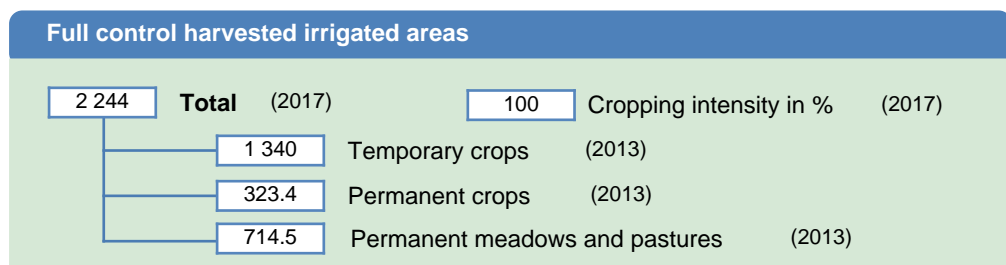 Full control harvested irrigated areas
2 244 Total (2017) 100 Cropping intensity in % (2017)
1 340 Temporary crops (2013)
323.4 Permanent crops (2013)
714.5 Permanent meadows and pastures (2013)